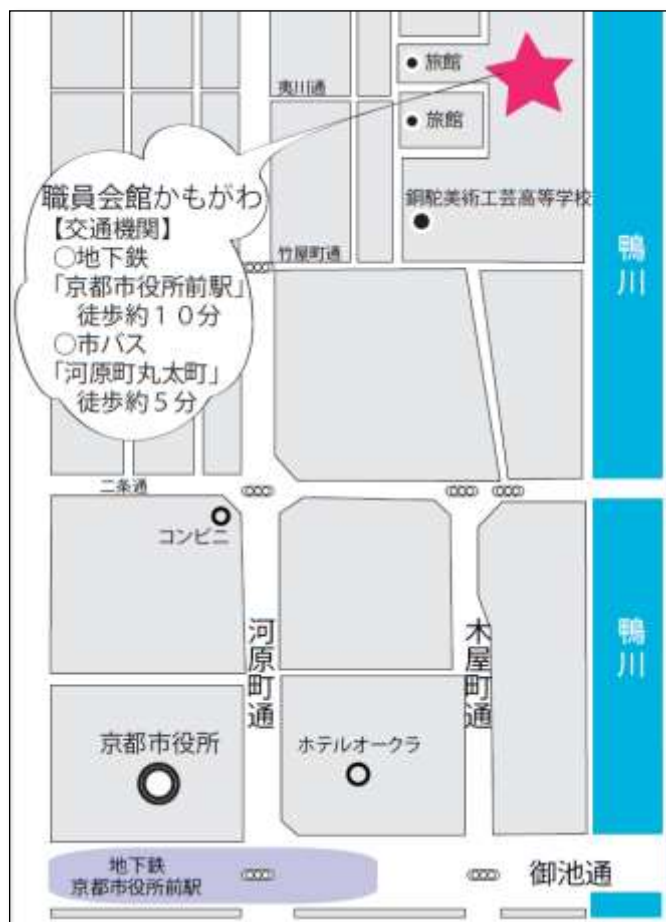 旅館
夷川通
旅館
職員会館かもがわ
【交通機関】
○地下鉄
「京都市役所前駅」
徒歩約１０分
○市バス
「河原町丸太町」
徒歩約５分
銅駝美術工芸高等学校
竹屋町通
鴨川
二条通
コンビニ
河原町通
木屋町通
鴨川
京都市役所
ホテルオークラ
地下鉄
京都市役所前駅
御池通